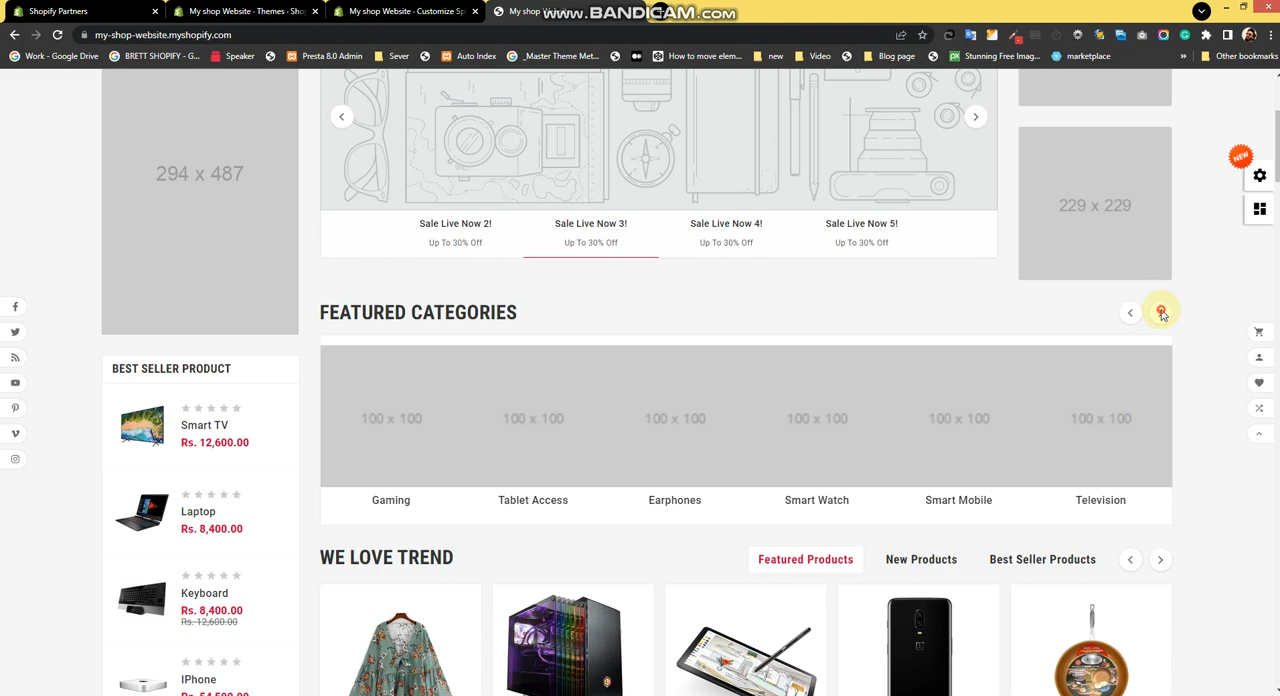 Shopify Partners
My shop Website - Themes - Shop
My shop Website - Customize Sp
My shop Website
www.BANDICAM.com
my-shop-website.myshopify.com
Work - Google Drive
BRETT SHOPIFY - G...
Speaker
Presta 8.0 Admin
Sever
Auto Index
_Master Theme Met...
How to move elem...
new
Video
Blog page
Stunning Free Imag...
marketplace
»
Other bookmarks
294 x 487
229 x 229
NEW
Sale Live Now 2!
Sale Live Now 3!
Sale Live Now 4!
Sale Live Now 5!
Up To 30% Off
Up To 30% Off
Up To 30% Off
Up To 30% Off
FEATURED CATEGORIES
100 x 100
100 x 100
100 x 100
100 x 100
100 x 100
100 x 100
Gaming
Tablet Access
Earphones
Smart Watch
Smart Mobile
Television
BEST SELLER PRODUCT
Smart TV
Rs. 12,600.00
Laptop
Rs. 8,400.00
Keyboard
Rs. 8,400.00
Rs. 12,600.00
IPhone
Rs. 54,500.00
WE LOVE TREND
Featured Products
New Products
Best Seller Products